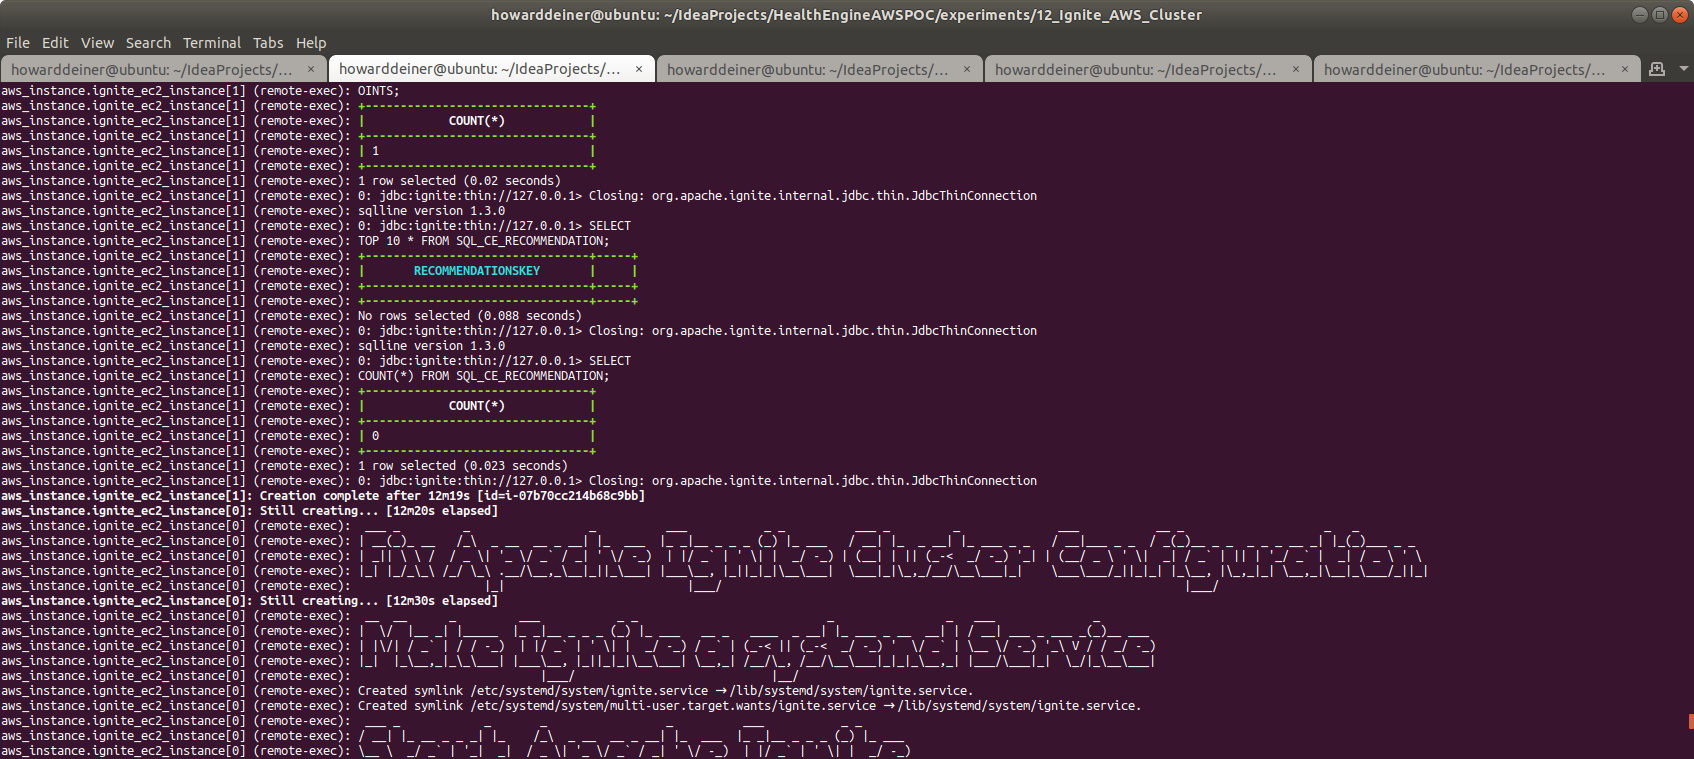 howarddeiner@ubuntu: ~/IdeaProjects/HealthEngineAWSPOC/experiments/12_Ignite_AWS_Cluster
File Edit View Search Terminal Tabs Help
howarddeiner@ubuntu: ~/IdeaProjects/... × howarddeiner@ubuntu: ~/IdeaProjects/... × howarddeiner@ubuntu: ~/IdeaProjects/... × howarddeiner@ubuntu: ~/IdeaProjects/... × howarddeiner@ubuntu: ~/IdeaProjects/... ×
aws_instance.ignite_ec2_instance[1] (remote-exec): OINTS;
aws_instance.ignite_ec2_instance[1] (remote-exec): +--------------------------------+
aws_instance.ignite_ec2_instance[1] (remote-exec): |            COUNT(*)            |
aws_instance.ignite_ec2_instance[1] (remote-exec): +--------------------------------+
aws_instance.ignite_ec2_instance[1] (remote-exec): | 1                              |
aws_instance.ignite_ec2_instance[1] (remote-exec): +--------------------------------+
aws_instance.ignite_ec2_instance[1] (remote-exec): 1 row selected (0.02 seconds)
aws_instance.ignite_ec2_instance[1] (remote-exec): 0: jdbc:ignite:thin://127.0.0.1> Closing: org.apache.ignite.internal.jdbc.thin.JdbcThinConnection
aws_instance.ignite_ec2_instance[1] (remote-exec): sqlline version 1.3.0
aws_instance.ignite_ec2_instance[1] (remote-exec): 0: jdbc:ignite:thin://127.0.0.1> SELECT
aws_instance.ignite_ec2_instance[1] (remote-exec): TOP 10 * FROM SQL_CE_RECOMMENDATION;
aws_instance.ignite_ec2_instance[1] (remote-exec): +--------------------------------+-----+
aws_instance.ignite_ec2_instance[1] (remote-exec): |       RECOMMENDATIONSKEY       |     |
aws_instance.ignite_ec2_instance[1] (remote-exec): +--------------------------------+-----+
aws_instance.ignite_ec2_instance[1] (remote-exec): +--------------------------------+-----+
aws_instance.ignite_ec2_instance[1] (remote-exec): No rows selected (0.088 seconds)
aws_instance.ignite_ec2_instance[1] (remote-exec): 0: jdbc:ignite:thin://127.0.0.1> Closing: org.apache.ignite.internal.jdbc.thin.JdbcThinConnection
aws_instance.ignite_ec2_instance[1] (remote-exec): sqlline version 1.3.0
aws_instance.ignite_ec2_instance[1] (remote-exec): 0: jdbc:ignite:thin://127.0.0.1> SELECT
aws_instance.ignite_ec2_instance[1] (remote-exec): COUNT(*) FROM SQL_CE_RECOMMENDATION;
aws_instance.ignite_ec2_instance[1] (remote-exec): +--------------------------------+
aws_instance.ignite_ec2_instance[1] (remote-exec): |            COUNT(*)            |
aws_instance.ignite_ec2_instance[1] (remote-exec): +--------------------------------+
aws_instance.ignite_ec2_instance[1] (remote-exec): | 0                              |
aws_instance.ignite_ec2_instance[1] (remote-exec): +--------------------------------+
aws_instance.ignite_ec2_instance[1] (remote-exec): 1 row selected (0.023 seconds)
aws_instance.ignite_ec2_instance[1] (remote-exec): 0: jdbc:ignite:thin://127.0.0.1> Closing: org.apache.ignite.internal.jdbc.thin.JdbcThinConnection
aws_instance.ignite_ec2_instance[1]: Creation complete after 12m19s [id=i-07b70cc214b68c9bb]
aws_instance.ignite_ec2_instance[0]: Still creating... [12m20s elapsed]
aws_instance.ignite_ec2_instance[0] (remote-exec):
aws_instance.ignite_ec2_instance[0] (remote-exec):
aws_instance.ignite_ec2_instance[0] (remote-exec): Fix Apache Ignite Cluster Configuration
aws_instance.ignite_ec2_instance[0] (remote-exec):
aws_instance.ignite_ec2_instance[0] (remote-exec):
aws_instance.ignite_ec2_instance[0]: Still creating... [12m30s elapsed]
aws_instance.ignite_ec2_instance[0] (remote-exec):
aws_instance.ignite_ec2_instance[0] (remote-exec):
aws_instance.ignite_ec2_instance[0] (remote-exec): Make Ignite a systemd Service
aws_instance.ignite_ec2_instance[0] (remote-exec):
aws_instance.ignite_ec2_instance[0] (remote-exec):
aws_instance.ignite_ec2_instance[0] (remote-exec): Created symlink /etc/systemd/system/ignite.service → /lib/systemd/system/ignite.service.
aws_instance.ignite_ec2_instance[0] (remote-exec): Created symlink /etc/systemd/system/multi-user.target.wants/ignite.service → /lib/systemd/system/ignite.service.
aws_instance.ignite_ec2_instance[0] (remote-exec):
aws_instance.ignite_ec2_instance[0] (remote-exec): Start Apache Ignite
aws_instance.ignite_ec2_instance[0] (remote-exec):